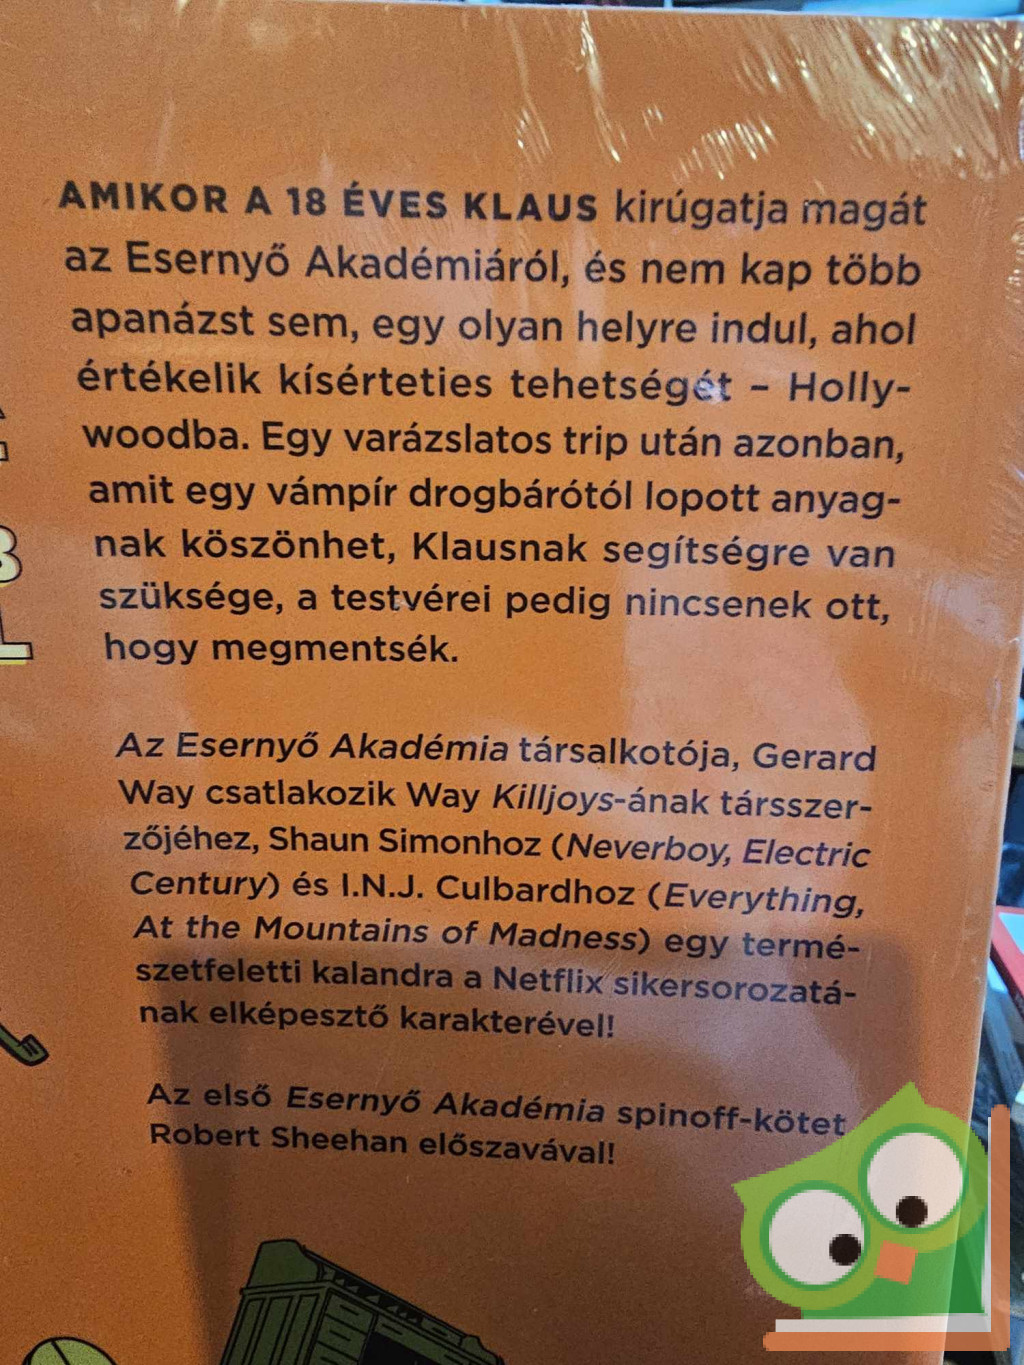 AMIKOR A 18 ÉVES KLAUS kirúgatja magát
az Esernyő Akadémiáról, és nem kap több
apanázst sem, egy olyan helyre indul, ahol
értékelik kísérteties tehetségét – Holly-
woodba. Egy varázslatos trip után azonban,
amit egy vámpír drogbárótól lopott anyag-
nak köszönhet, Klausnak segítségre van
szüksége, a testvérei pedig nincsenek ott,
hogy megmentsék.
Az Esernyő Akadémia társalkotója, Gerard
Way csatlakozik Way Killjoys-ának társszer-
zőjéhez, Shaun Simonhoz (Neverboy, Electric
Century) és I.N.J. Culbardhoz (Everything,
At the Mountains of Madness) egy termé-
szetfeletti kalandra a Netflix sikersorozatá-
nak elképesztő karakterével!
Az első Esernyő Akadémia spinoff-kötet
Robert Sheehan előszavával!